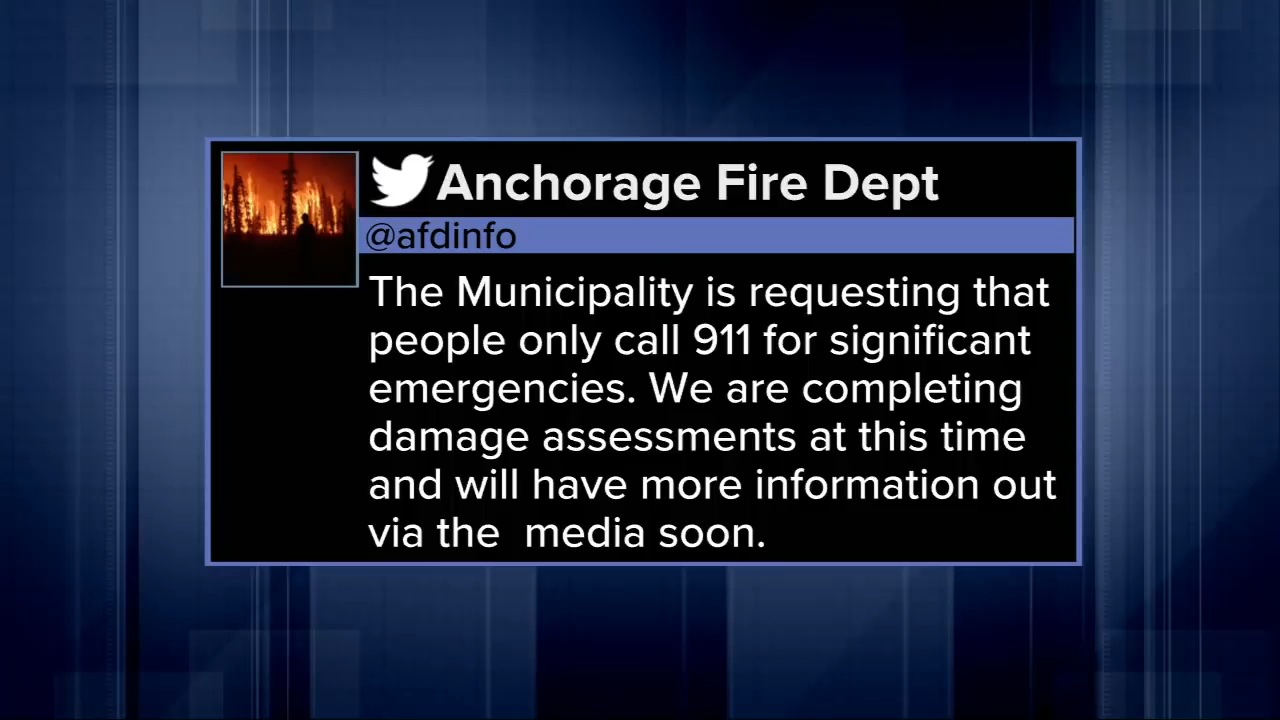 Anchorage Fire Dept
@afdinfo
The Municipality is requesting that
people only call 911 for significant
emergencies. We are completing
damage assessments at this time
and will have more information out
via the  media soon.